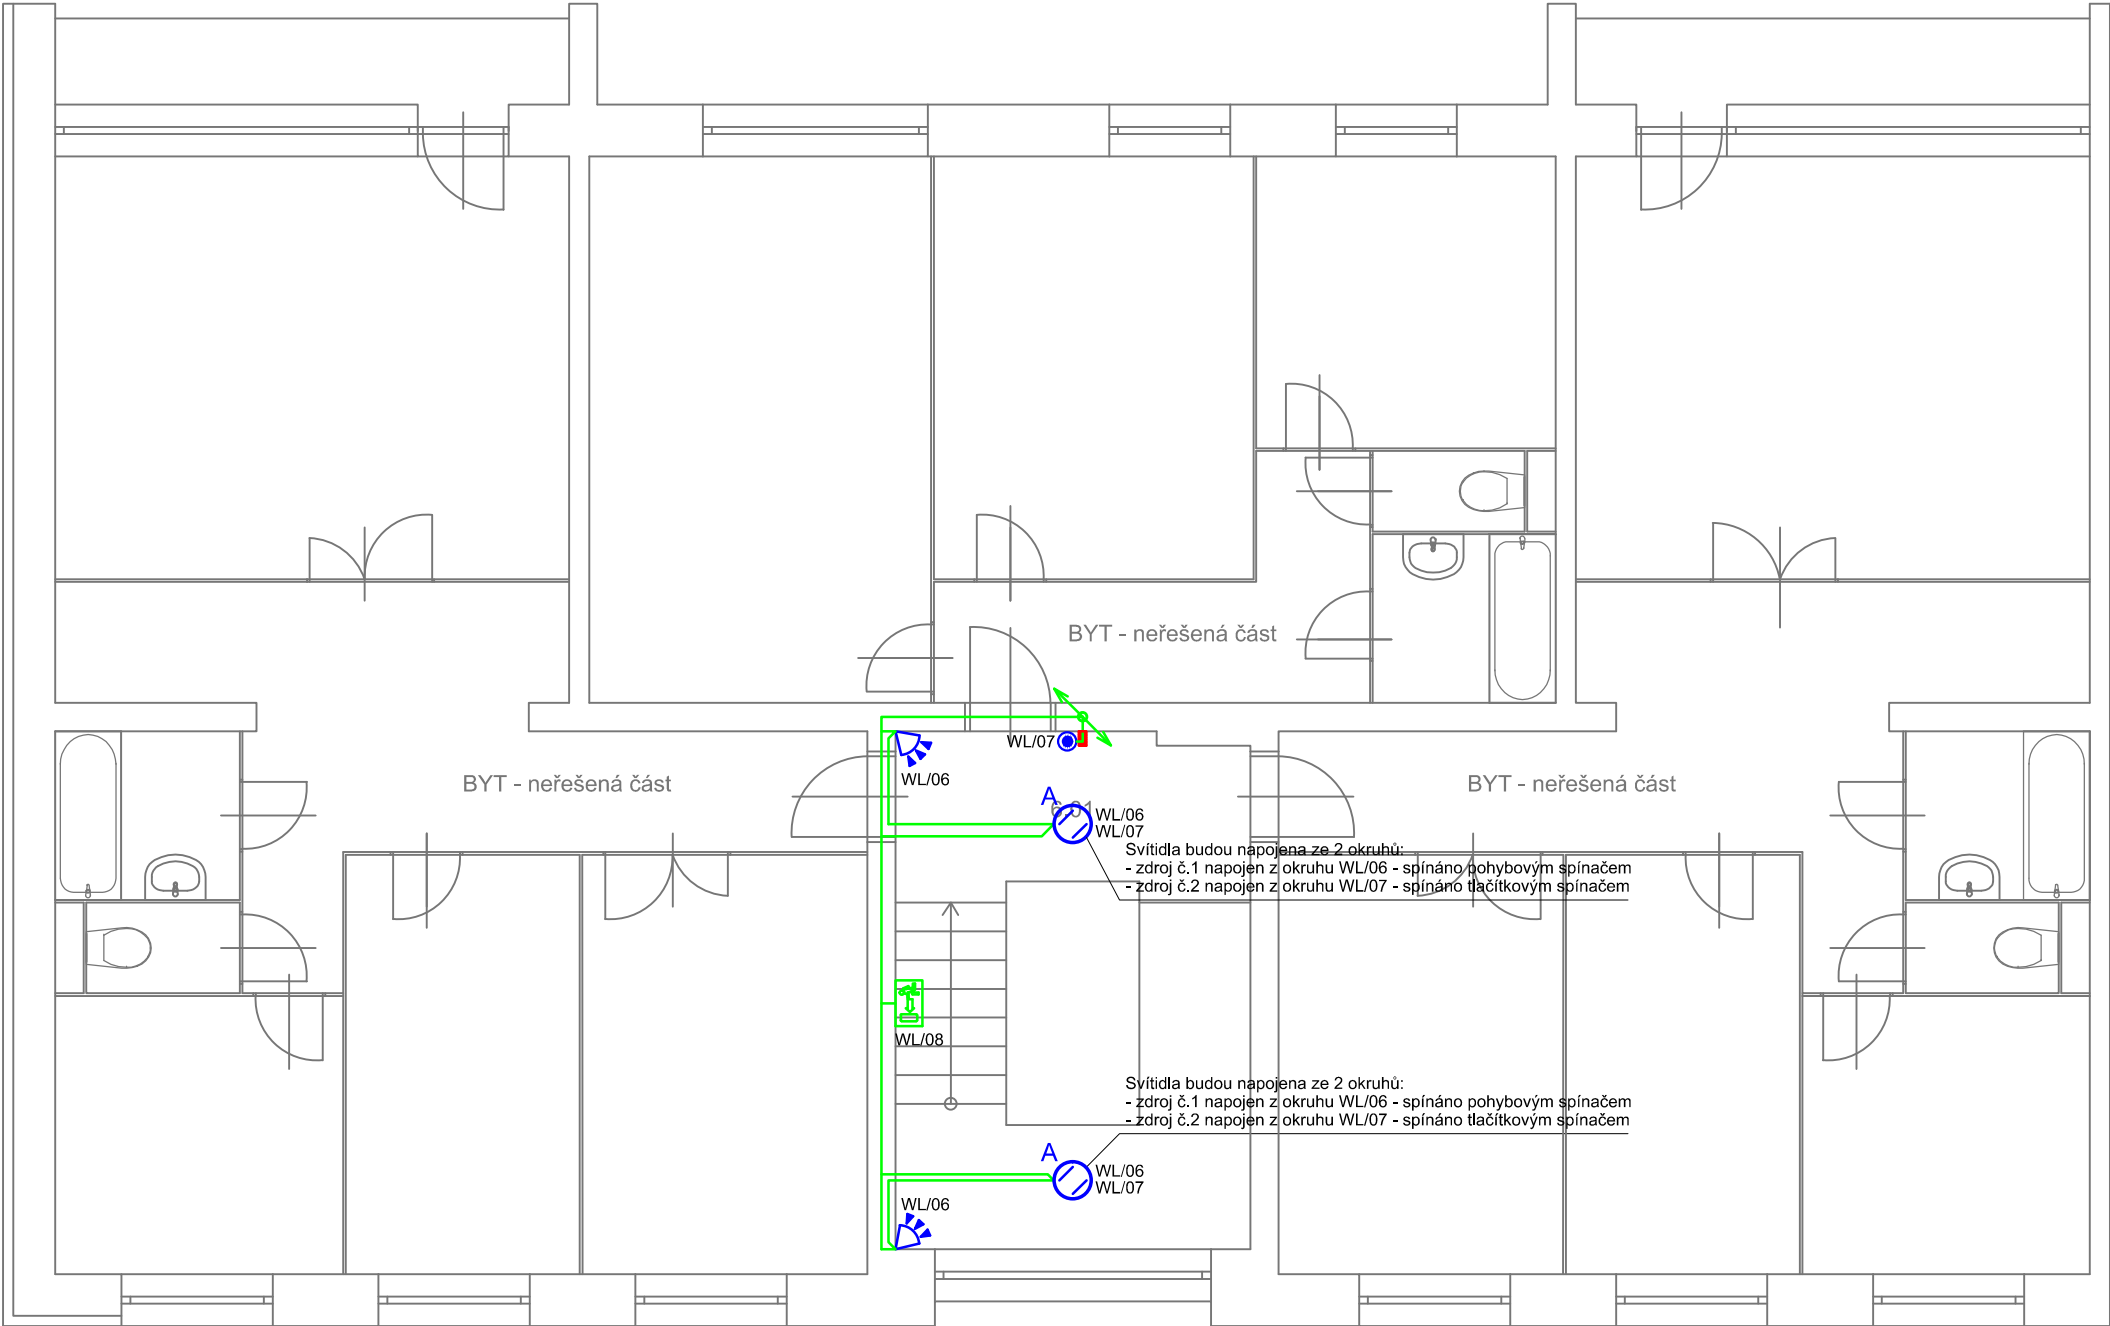 BYT - neřešená část
WL/07
WL/06
BYT - neřešená část
BYT - neřešená část
A
6.01
WL/06
WL/07
Svítidla budou napojena ze 2 okruhů:
- zdroj č.1 napojen z okruhu WL/06 - spínáno pohybovým spínačem
- zdroj č.2 napojen z okruhu WL/07 - spínáno tlačítkovým spínačem
WL/08
Svítidla budou napojena ze 2 okruhů:
- zdroj č.1 napojen z okruhu WL/06 - spínáno pohybovým spínačem
- zdroj č.2 napojen z okruhu WL/07 - spínáno tlačítkovým spínačem
A
WL/06
WL/07
WL/06